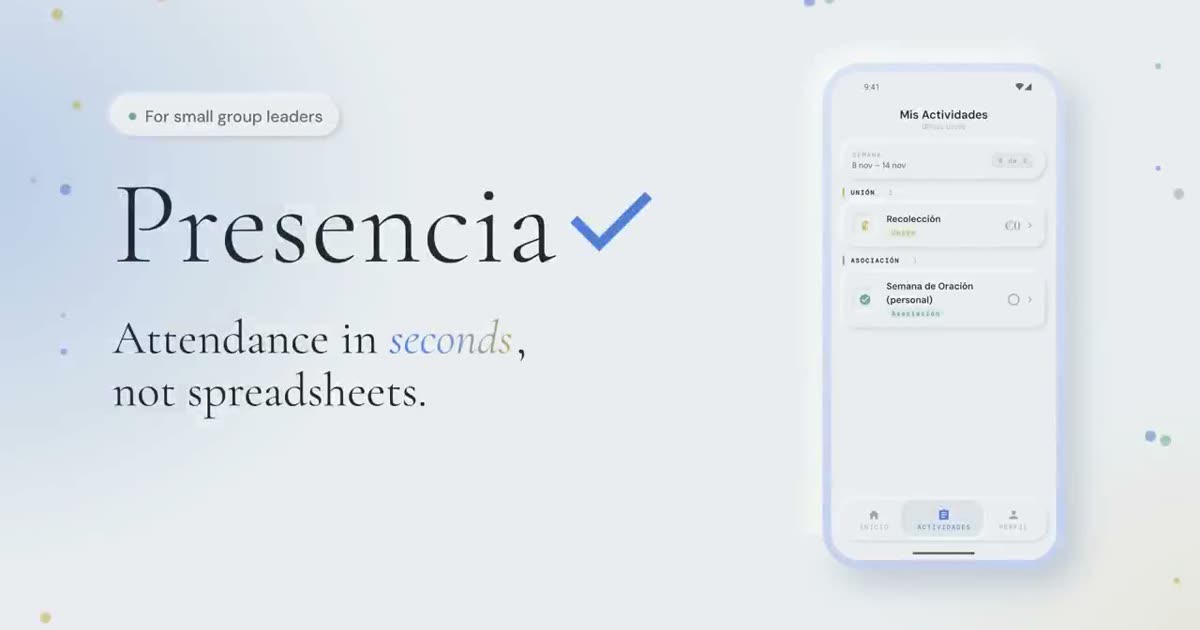 For small group leaders
Presencia
Attendance in seconds,
not spreadsheets.
9:41
Mis Actividades
SEMANA
8 nov – 14 nov
UNIÓN
Recolección
Unión
ASOCIACIÓN
Semana de Oración
(personal)
Asociación
INICIO
ACTIVIDADES
PERFIL